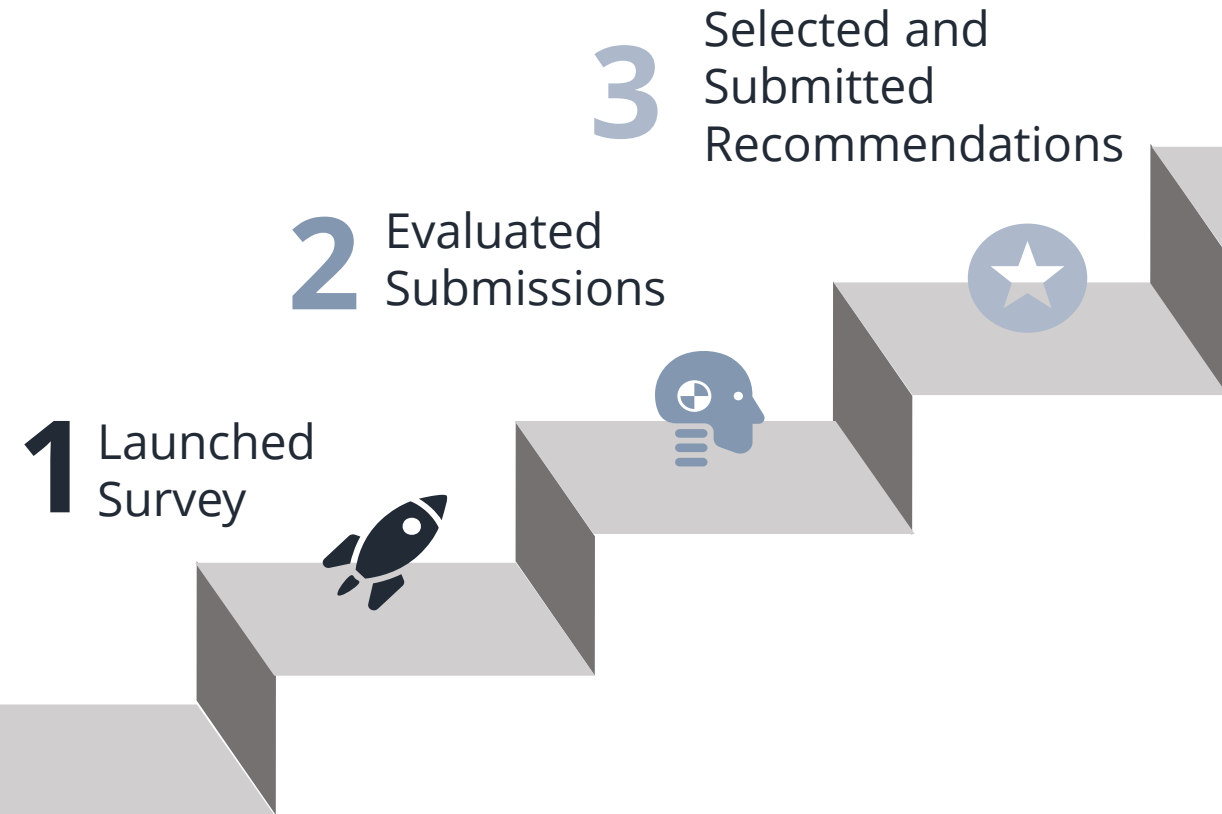 1 Launched
Survey
2 Evaluated
Submissions
3 Selected and
Submitted
Recommendations